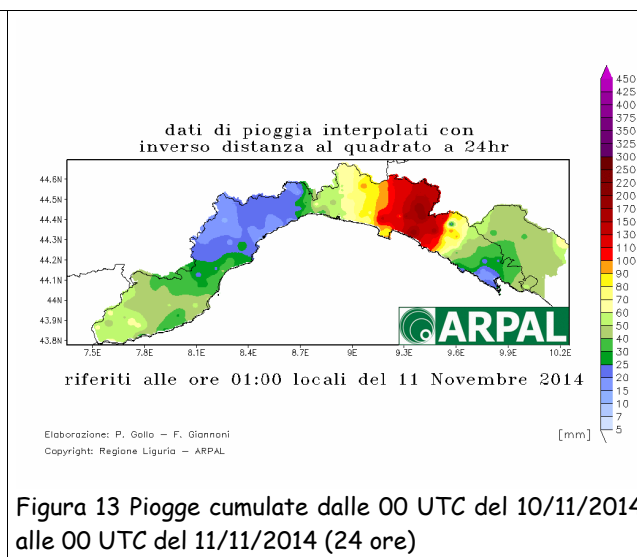 dati di pioggia interpolati con
inverso distanza al quadrato a 24hr
44.6N
44.5N
44.4N
44.3N
44.2N
44.1N
44N
43.9N
43.8N
7.5E 7.8E 8.1E 8.4E 8.7E 9E 9.3E 9.6E 9.9E 10.2E
ARPAL
riferiti alle ore 01:00 locali del 11 Novembre 2014
Elaborazione: P. Gollo – F. Giannoni
Copyright: Regione Liguria – ARPAL
[mm]
450
425
400
375
350
325
300
250
220
200
170
150
130
110
100
90
80
70
60
50
40
30
25
20
15
10
7
5
Figura 13 Piogge cumulate dalle 00 UTC del 10/11/2014
alle 00 UTC del 11/11/2014 (24 ore)